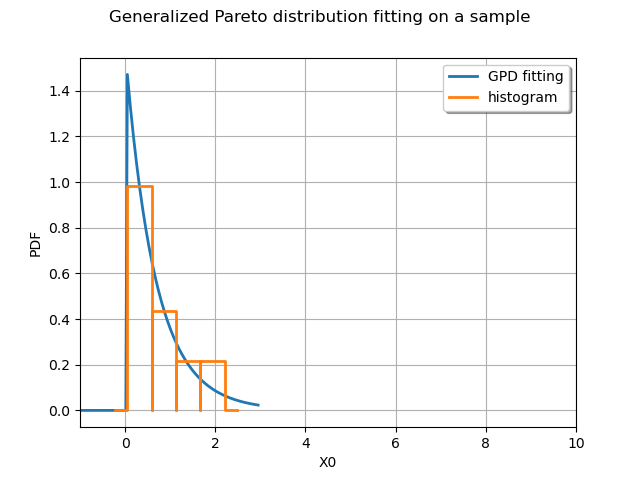 Generalized Pareto distribution fitting on a sample
GPD fitting
histogram
PDF
1.4
1.2
1.0
0.8
0.6
0.4
0.2
0.0
0 2 4 6 8 10
X0